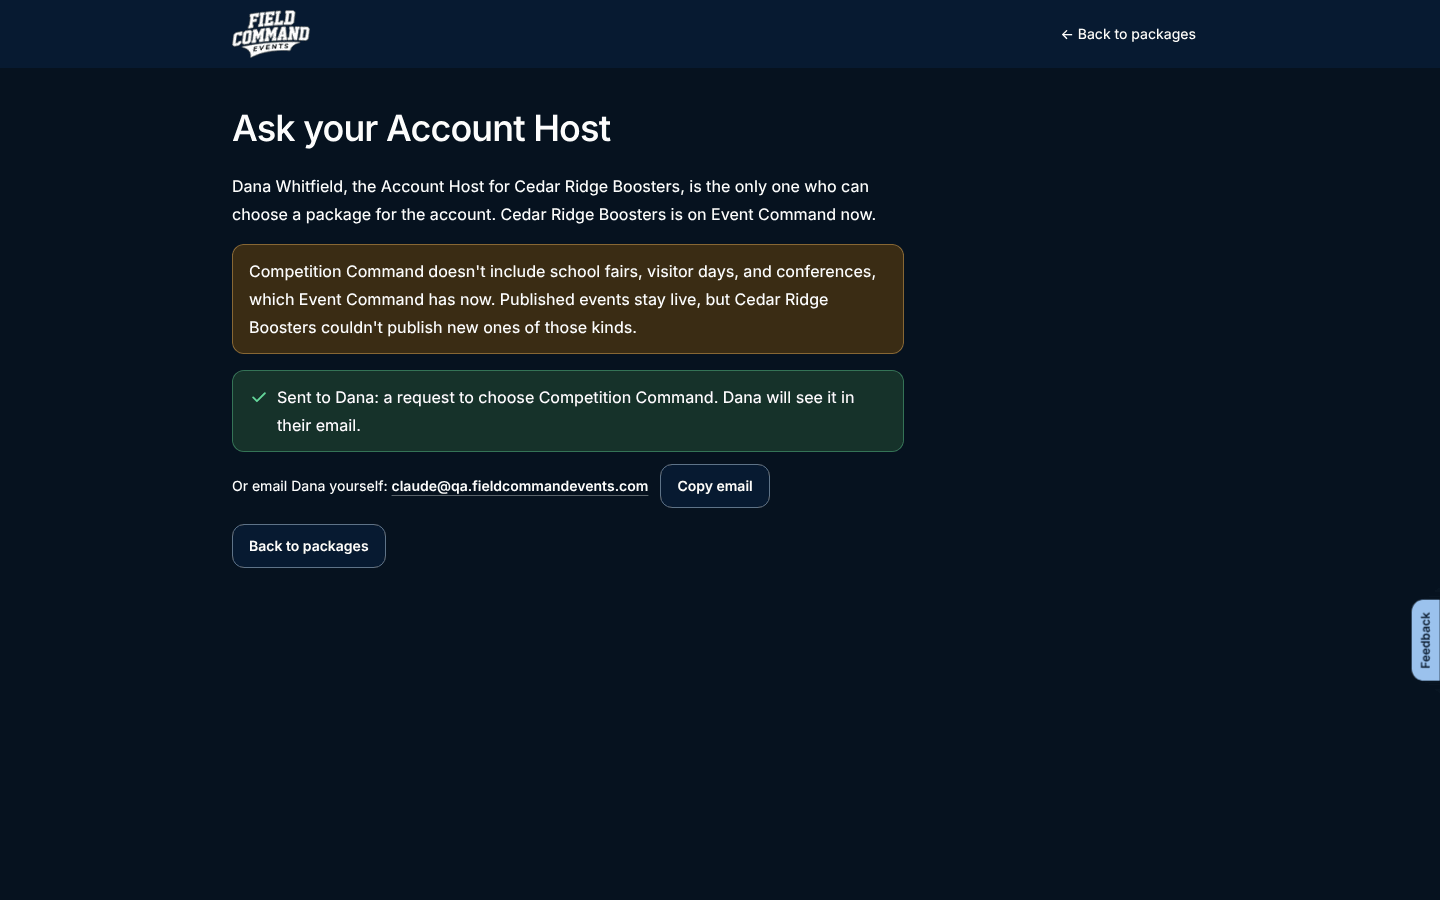 FIELD
COMMAND
EVENTS
← Back to packages
Ask your Account Host
Dana Whitfield, the Account Host for Cedar Ridge Boosters, is the only one who can
choose a package for the account. Cedar Ridge Boosters is on Event Command now.
Competition Command doesn't include school fairs, visitor days, and conferences,
which Event Command has now. Published events stay live, but Cedar Ridge
Boosters couldn't publish new ones of those kinds.
Sent to Dana: a request to choose Competition Command. Dana will see it in
their email.
Or email Dana yourself: claude@qa.fieldcommandevents.com Copy email
Back to packages
Feedback